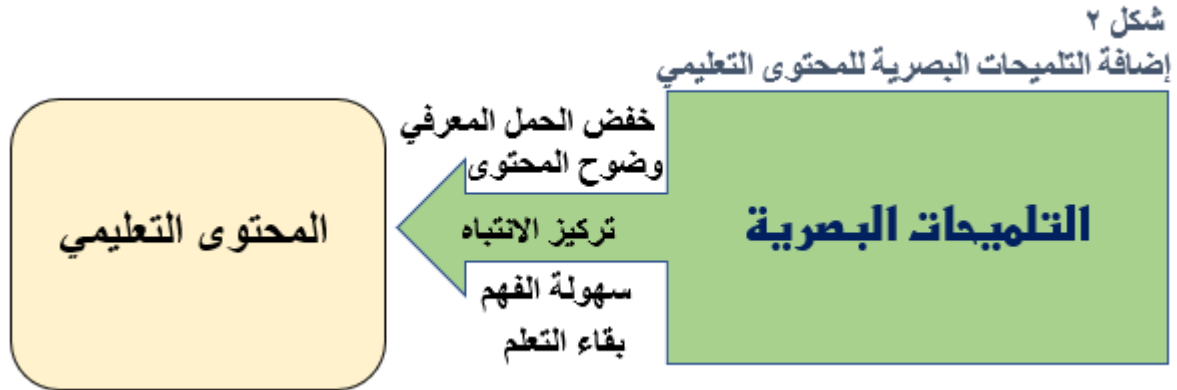 شكل ٢
إضافة التلميحات البصرية للمحتوى التعليمي
التلميحات البصرية
خفض الحمل المعرفي
وضوح المحتوى
تركيز الانتباه
سهولة الفهم
بقاء التعلم
المحتوى التعليمي